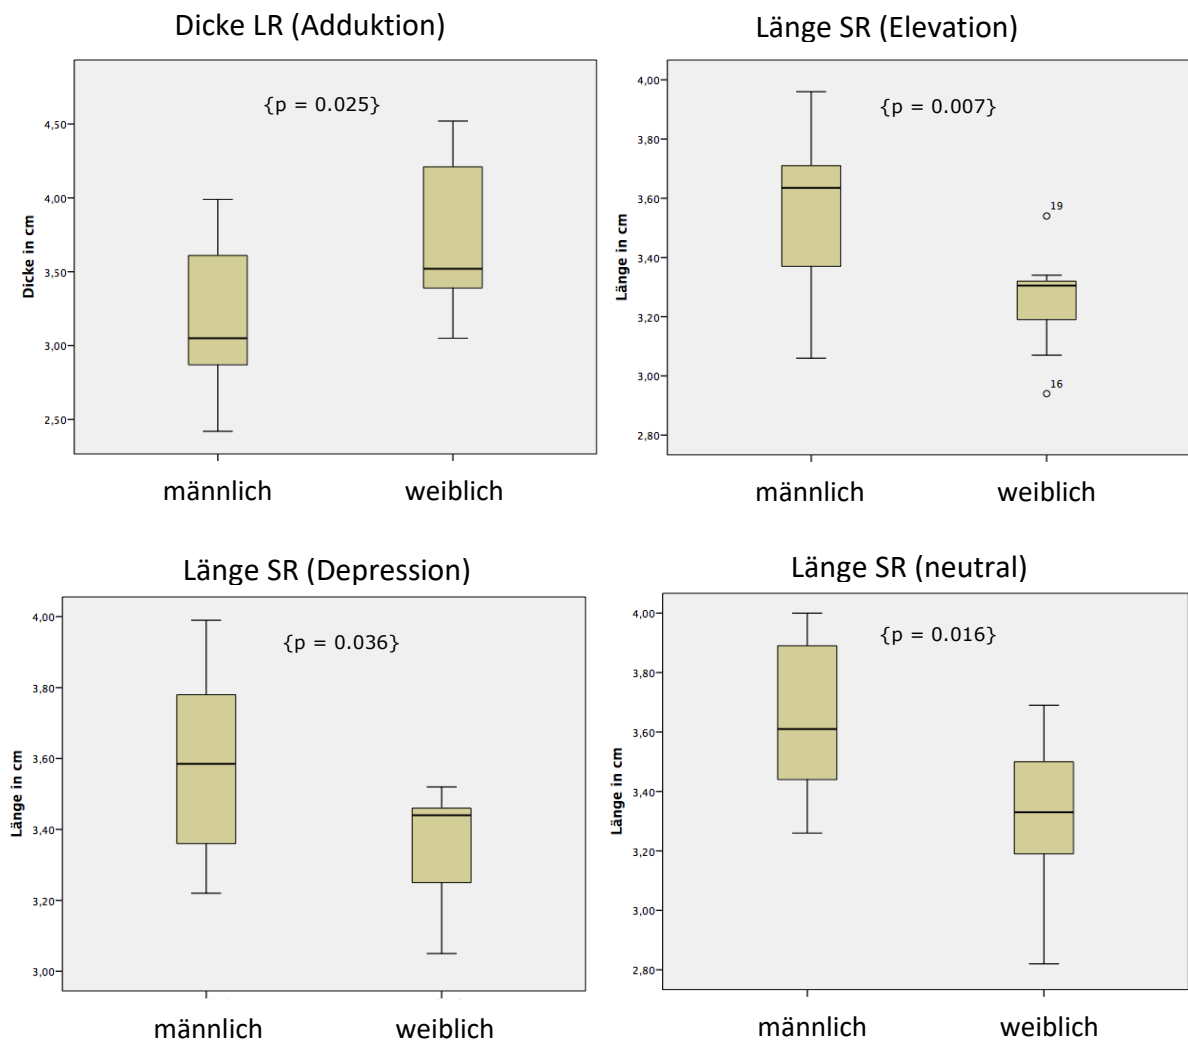 Dicke LR (Adduktion)
{p = 0.025}
Dicke in cm
4,50
4,00
3,50
3,00
2,50
männlich
weiblich
Länge SR (Elevation)
{p = 0.007}
Länge in cm
4,00
3,80
3,60
3,40
3,20
3,00
2,80
19
16
männlich
weiblich
Länge SR (Depression)
{p = 0.036}
Länge in cm
4,00
3,80
3,60
3,40
3,20
3,00
männlich
weiblich
Länge SR (neutral)
{p = 0.016}
Länge in cm
4,00
3,80
3,60
3,40
3,20
3,00
2,80
männlich
weiblich